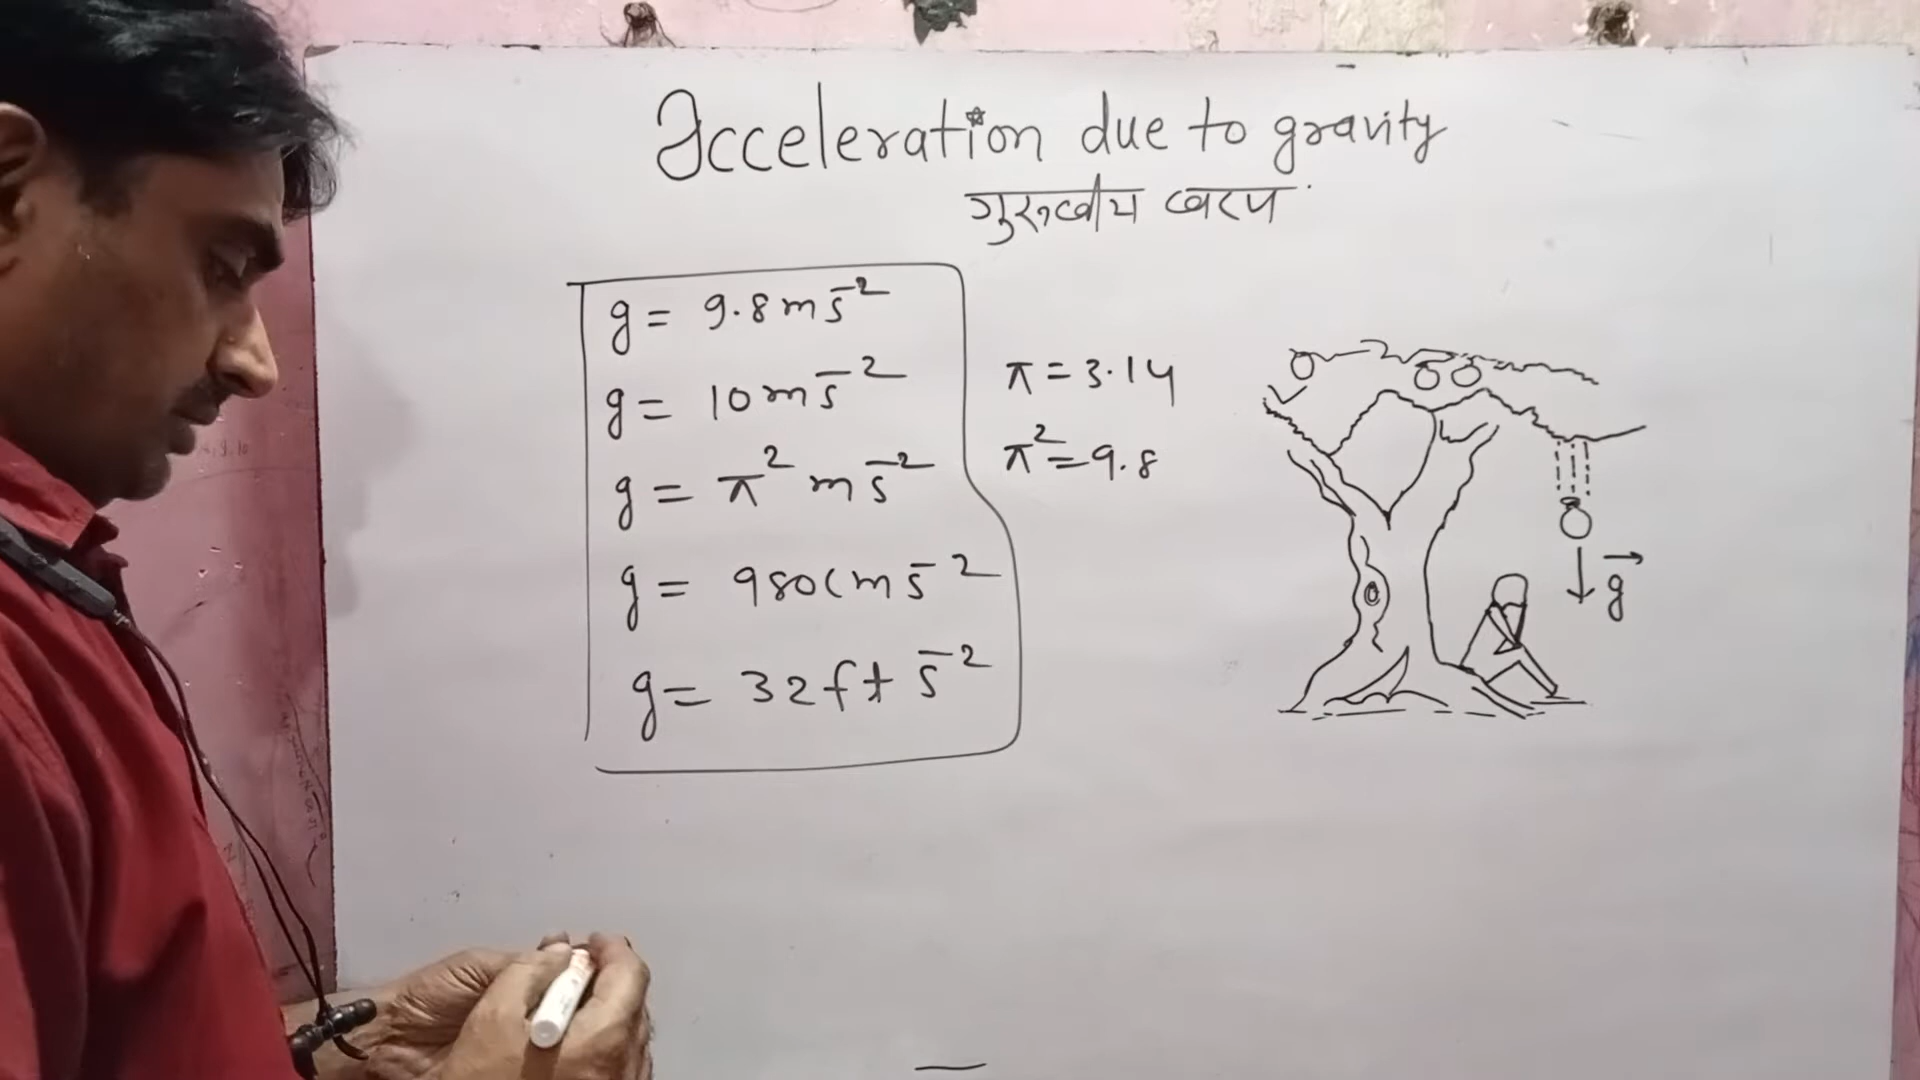 Acceleration due to gravity
गुरुत्वीय त्वरण
g = 9.8 m s̄²
g = 10 m s̄²
g = π² m s̄²
g = 980 cm s̄²
g = 32 ft s̄²
π = 3.14
π² = 9.8
g⃗